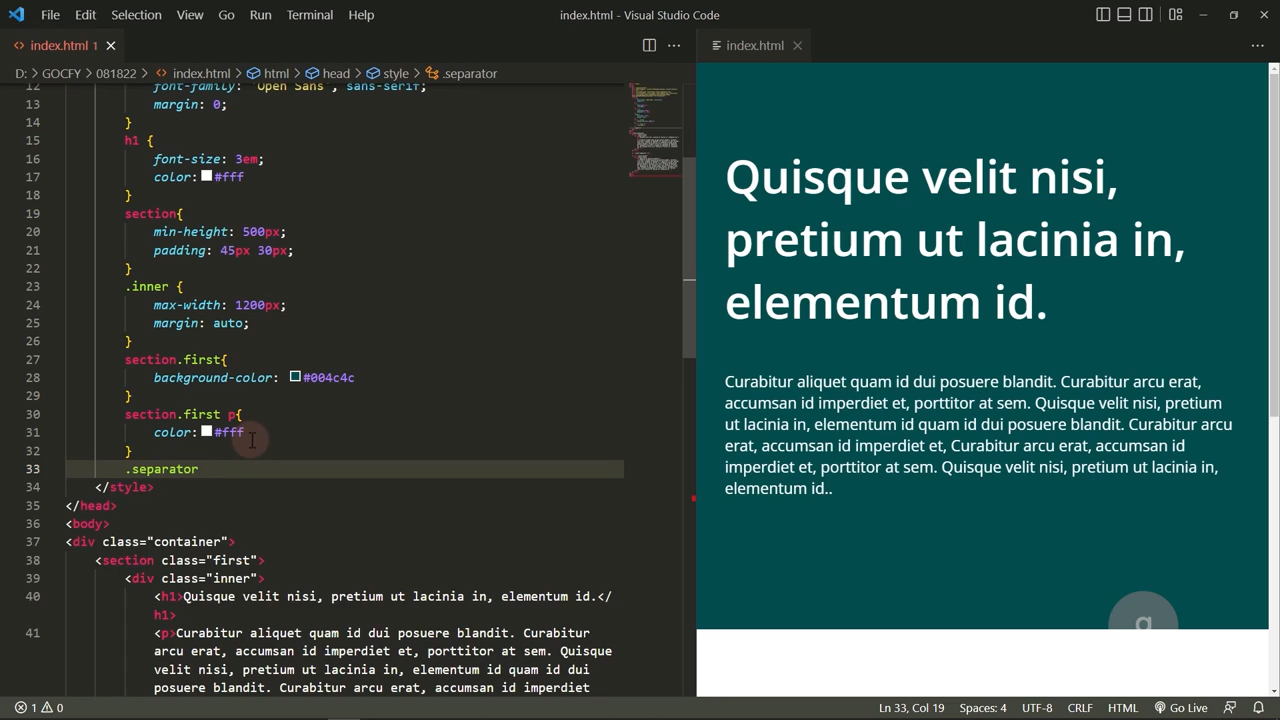 File Edit Selection View Go Run Terminal Help index.html - Visual Studio Code
index.html 1
index.html
D: > GOCFY > 081822 > index.html > html > head > style > .separator
12 font-family: "Open Sans", sans-serif;
13 margin: 0;
14 }
15 h1 {
16 font-size: 3em;
17 color: #fff
18 }
19 section{
20 min-height: 500px;
21 padding: 45px 30px;
22 }
23 .inner {
24 max-width: 1200px;
25 margin: auto;
26 }
27 section.first{
28 background-color: #004c4c
29 }
30 section.first p{
31 color: #fff
32 }
33 .separator
34 </style>
35 </head>
36 <body>
37 <div class="container">
38 <section class="first">
39 <div class="inner">
40 <h1>Quisque velit nisi, pretium ut lacinia in, elementum id.</
h1>
41 <p>Curabitur aliquet quam id dui posuere blandit. Curabitur
arcu erat, accumsan id imperdiet et, porttitor at sem. Quisque
velit nisi, pretium ut lacinia in, elementum id quam id dui
posuere blandit. Curabitur arcu erat, accumsan id imperdiet
Quisque velit nisi,
pretium ut lacinia in,
elementum id.
Curabitur aliquet quam id dui posuere blandit. Curabitur arcu erat,
accumsan id imperdiet et, porttitor at sem. Quisque velit nisi, pretium
ut lacinia in, elementum id quam id dui posuere blandit. Curabitur arcu
erat, accumsan id imperdiet et, Curabitur arcu erat, accumsan id
imperdiet et, porttitor at sem. Quisque velit nisi, pretium ut lacinia in,
elementum id..
1 0 Ln 33, Col 19 Spaces: 4 UTF-8 CRLF HTML Go Live